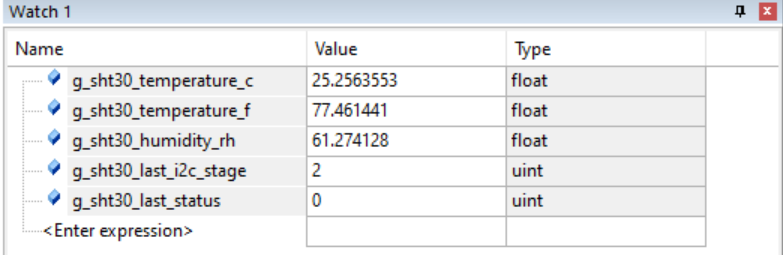 Watch 1
Name Value Type
g_sht30_temperature_c 25.2563553 float
g_sht30_temperature_f 77.461441 float
g_sht30_humidity_rh 61.274128 float
g_sht30_last_i2c_stage 2 uint
g_sht30_last_status 0 uint
<Enter expression>